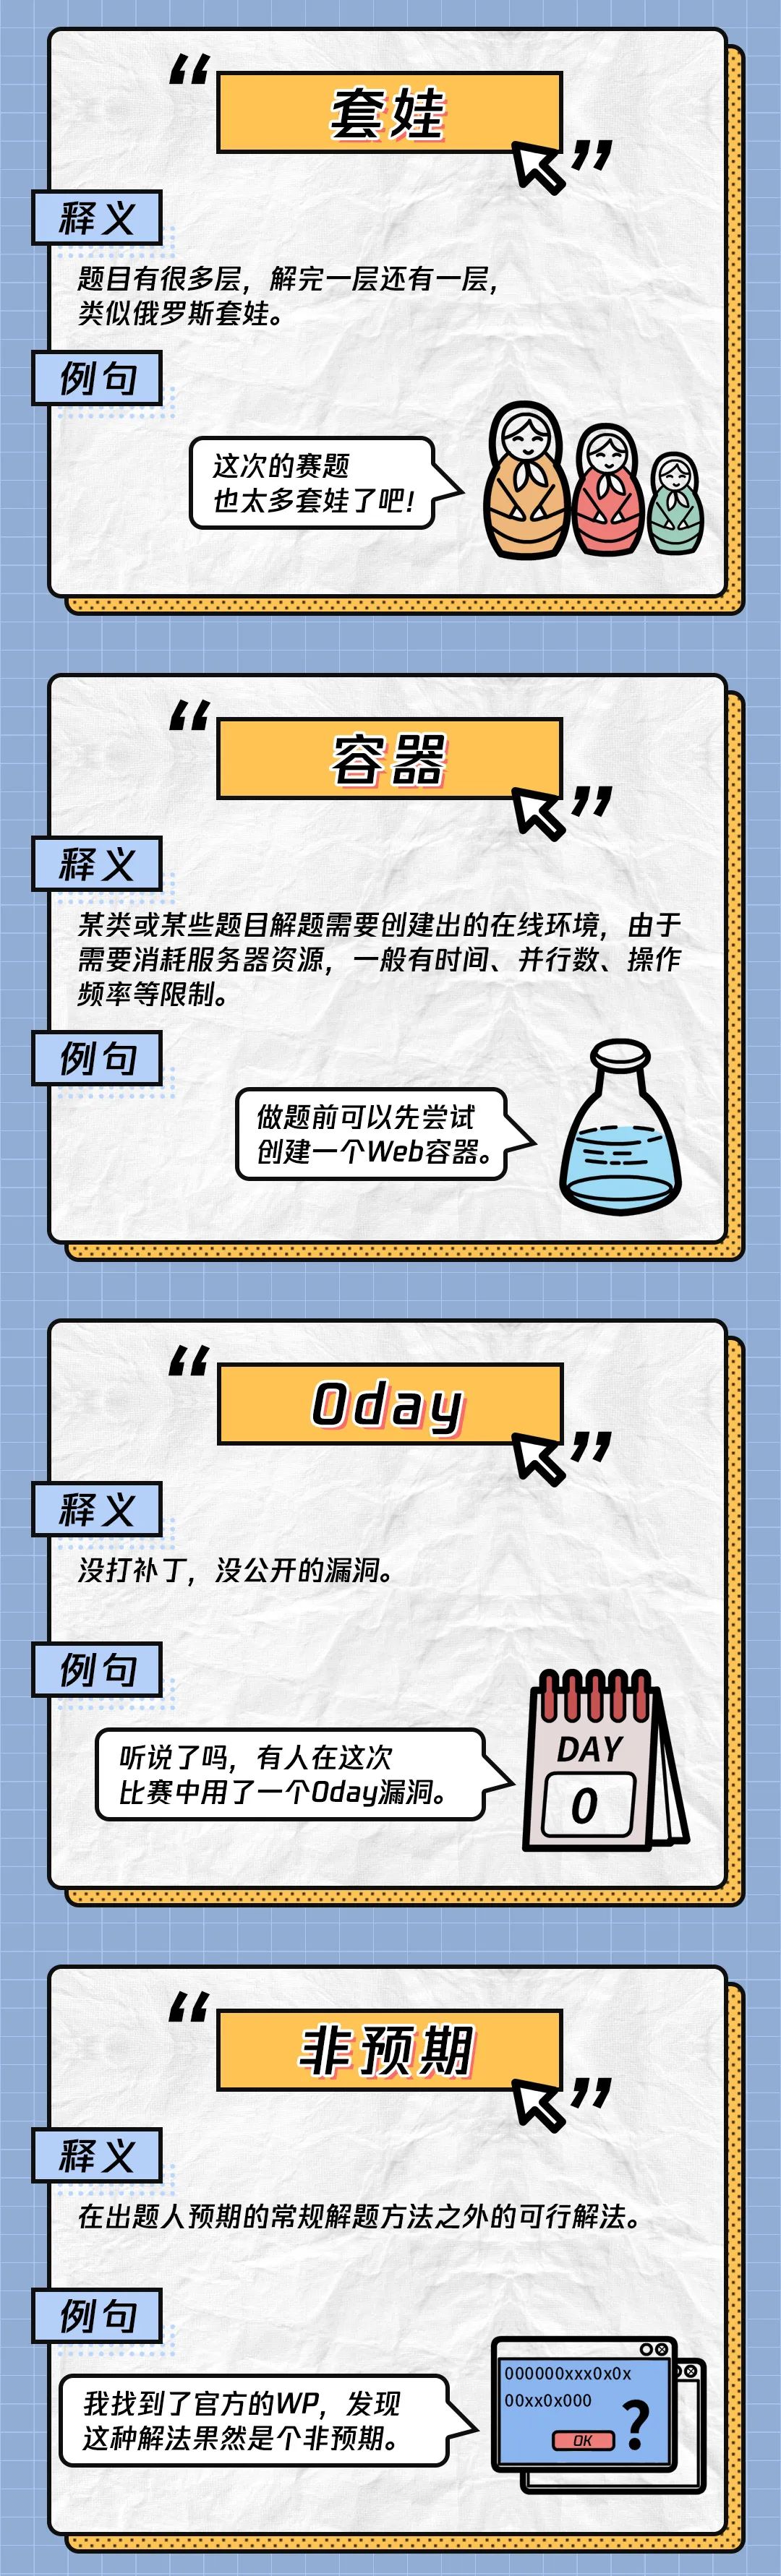 “套娃”
释义
题目有很多层，解完一层还有一层，
类似俄罗斯套娃。
例句
这次的赛题
也太多套娃了吧！
“容器”
释义
某类或某些题目解题需要创建出的在线环境，由于
需要消耗服务器资源，一般有时间、并行数、操作
频率等限制。
例句
做题前可以先尝试
创建一个Web容器。
“0day”
释义
没打补丁，没公开的漏洞。
例句
听说了吗，有人在这次
比赛中用了一个0day漏洞。
DAY
0
“非预期”
释义
在出题人预期的常规解题方法之外的可行解法。
例句
我找到了官方的WP，发现
这种解法果然是个非预期。
000000xxx0x0x
00xx0x000
?
OK